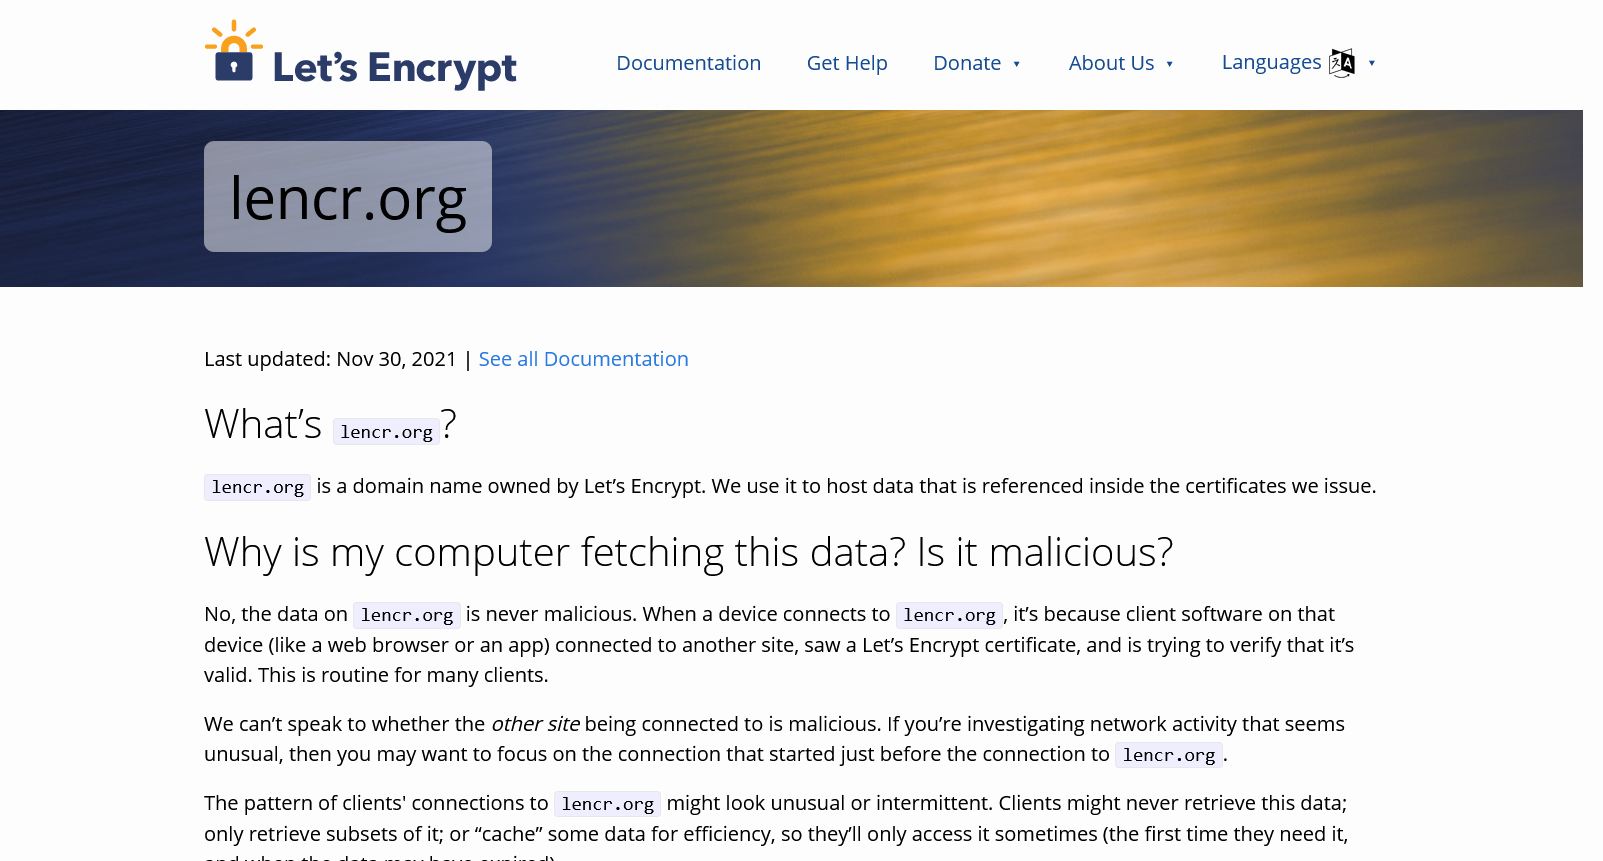 Let's Encrypt
Documentation Get Help Donate ▼ About Us ▼ Languages 文A ▼
lencr.org
Last updated: Nov 30, 2021 | See all Documentation
What’s lencr.org?
lencr.org is a domain name owned by Let’s Encrypt. We use it to host data that is referenced inside the certificates we issue.
Why is my computer fetching this data? Is it malicious?
No, the data on lencr.org is never malicious. When a device connects to lencr.org, it’s because client software on that
device (like a web browser or an app) connected to another site, saw a Let’s Encrypt certificate, and is trying to verify that it’s
valid. This is routine for many clients.
We can’t speak to whether the other site being connected to is malicious. If you’re investigating network activity that seems
unusual, then you may want to focus on the connection that started just before the connection to lencr.org.
The pattern of clients' connections to lencr.org might look unusual or intermittent. Clients might never retrieve this data;
only retrieve subsets of it; or “cache” some data for efficiency, so they’ll only access it sometimes (the first time they need it,
and when the data may have expired).